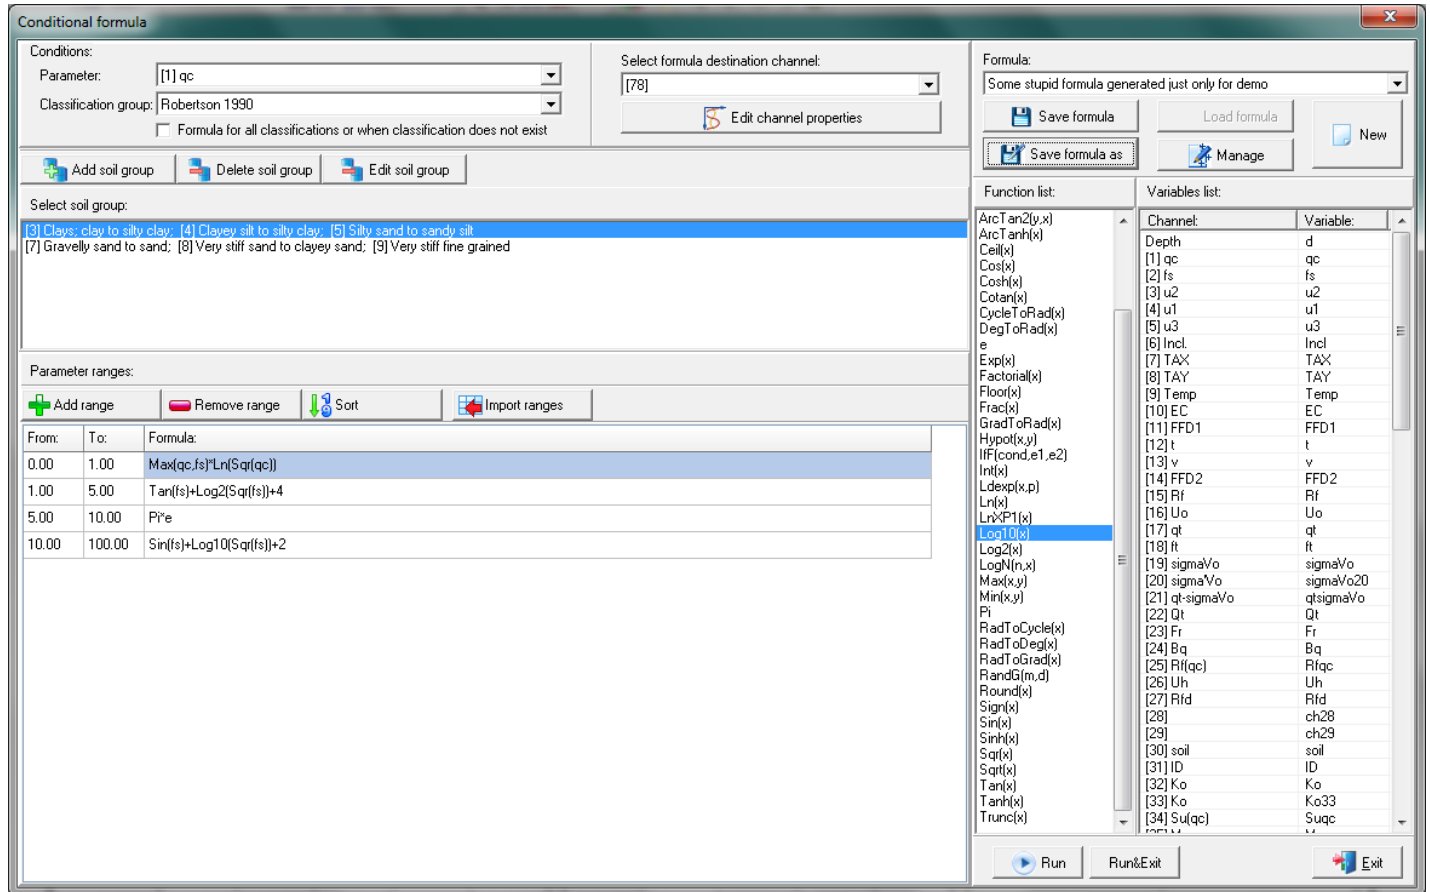 Conditional formula
Conditions:
Parameter: [1] qc
Classification group: Robertson 1990
Formula for all classifications or when classification does not exist
Select formula destination channel:
[78]
Edit channel properties
Formula:
Some stupid formula generated just only for demo
Save formula Load formula New
Save formula as Manage
Add soil group Delete soil group Edit soil group
Select soil group:
[3] Clays; clay to silty clay; [4] Clayey silt to silty clay; [5] Silty sand to sandy silt
[7] Gravelly sand to sand; [8] Very stiff sand to clayey sand; [9] Very stiff fine grained
Parameter ranges:
Add range Remove range Sort Import ranges
From: To: Formula:
0.00 1.00 Max(qc,fs)*Ln(Sqr(qc))
1.00 5.00 Tan(fs)+Log2(Sqr(fs))+4
5.00 10.00 Pi*e
10.00 100.00 Sin(fs)+Log10(Sqr(fs))+2
Function list:
ArcTan2(y,x)
ArcTanh(x)
Ceil(x)
Cos(x)
Cosh(x)
Cotan(x)
CycleToRad(x)
DegToRad(x)
e
Exp(x)
Factorial(x)
Floor(x)
Frac(x)
GradToRad(x)
Hypot(x,y)
IfF(cond,e1,e2)
Int(x)
Ldexp(x,p)
Ln(x)
LnXP1(x)
Log10(x)
Log2(x)
LogN(n,x)
Max(x,y)
Min(x,y)
Pi
RadToCycle(x)
RadToDeg(x)
RadToGrad(x)
RandG(m,d)
Round(x)
Sign(x)
Sin(x)
Sinh(x)
Sqr(x)
Sqrt(x)
Tan(x)
Tanh(x)
Trunc(x)
Variables list:
Channel: Variable:
Depth d
[1] qc qc
[2] fs fs
[3] u2 u2
[4] u1 u1
[5] u3 u3
[6] Incl. Incl
[7] TAX TAX
[8] TAY TAY
[9] Temp Temp
[10] EC EC
[11] FFD1 FFD1
[12] t t
[13] v v
[14] FFD2 FFD2
[15] Rf Rf
[16] Uo Uo
[17] qt qt
[18] ft ft
[19] sigmaVo sigmaVo
[20] sigma'Vo sigmaVo20
[21] qt-sigmaVo qtsigmaVo
[22] Qt Qt
[23] Fr Fr
[24] Bq Bq
[25] Rf(qc) Rfqc
[26] Uh Uh
[27] Rfd Rfd
[28] ch28
[29] ch29
[30] soil soil
[31] ID ID
[32] Ko Ko
[33] Ko Ko33
[34] Su(qc) Suqc
Run Run&Exit Exit